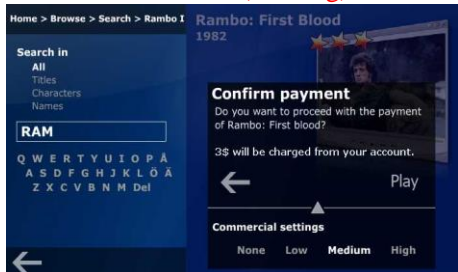 Home > Browse > Search > Rambo I
Search in
All
Titles
Characters
Names
RAM
Q W E R T Y U I O P Å
A S D F G H J K L Ö Ä
Z X C V B N M Del
Rambo: First Blood
1982
Confirm payment
Do you want to proceed with the payment
of Rambo: First blood?
3$ will be charged from your account.
Play
Commercial settings
None Low Medium High